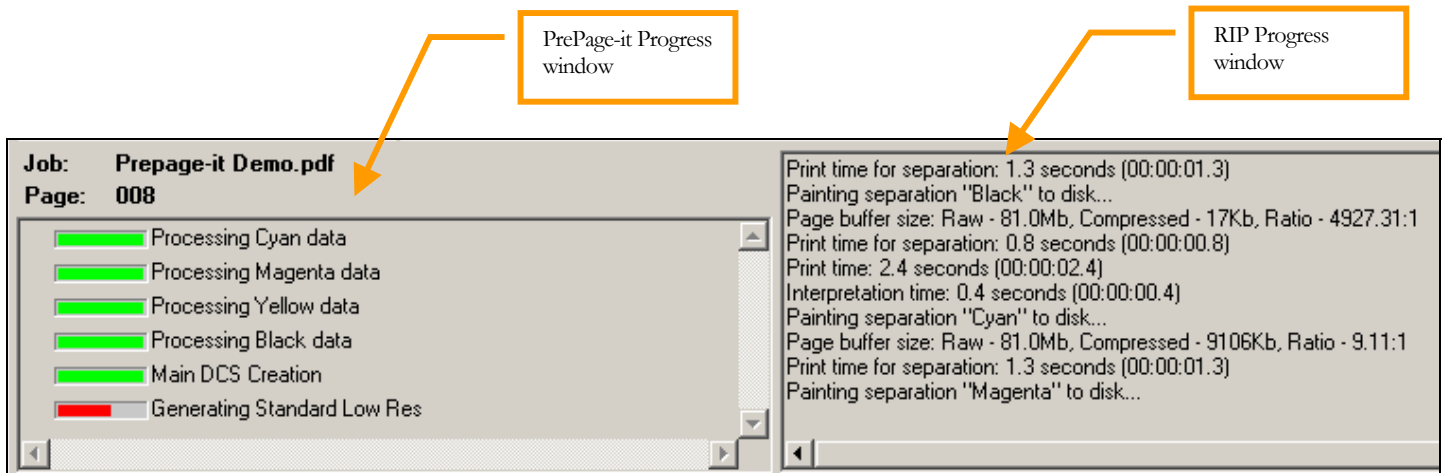 PrePage-it Progress
window
RIP Progress
window
Job: Prepage-it Demo.pdf
Page: 008
Processing Cyan data
Processing Magenta data
Processing Yellow data
Processing Black data
Main DCS Creation
Generating Standard Low Res
Print time for separation: 1.3 seconds (00:00:01.3)
Painting separation "Black" to disk...
Page buffer size: Raw - 81.0Mb, Compressed - 17Kb, Ratio - 4927.31:1
Print time for separation: 0.8 seconds (00:00:00.8)
Print time: 2.4 seconds (00:00:02.4)
Interpretation time: 0.4 seconds (00:00:00.4)
Painting separation "Cyan" to disk...
Page buffer size: Raw - 81.0Mb, Compressed - 9106Kb, Ratio - 9.11:1
Print time for separation: 1.3 seconds (00:00:01.3)
Painting separation "Magenta" to disk...